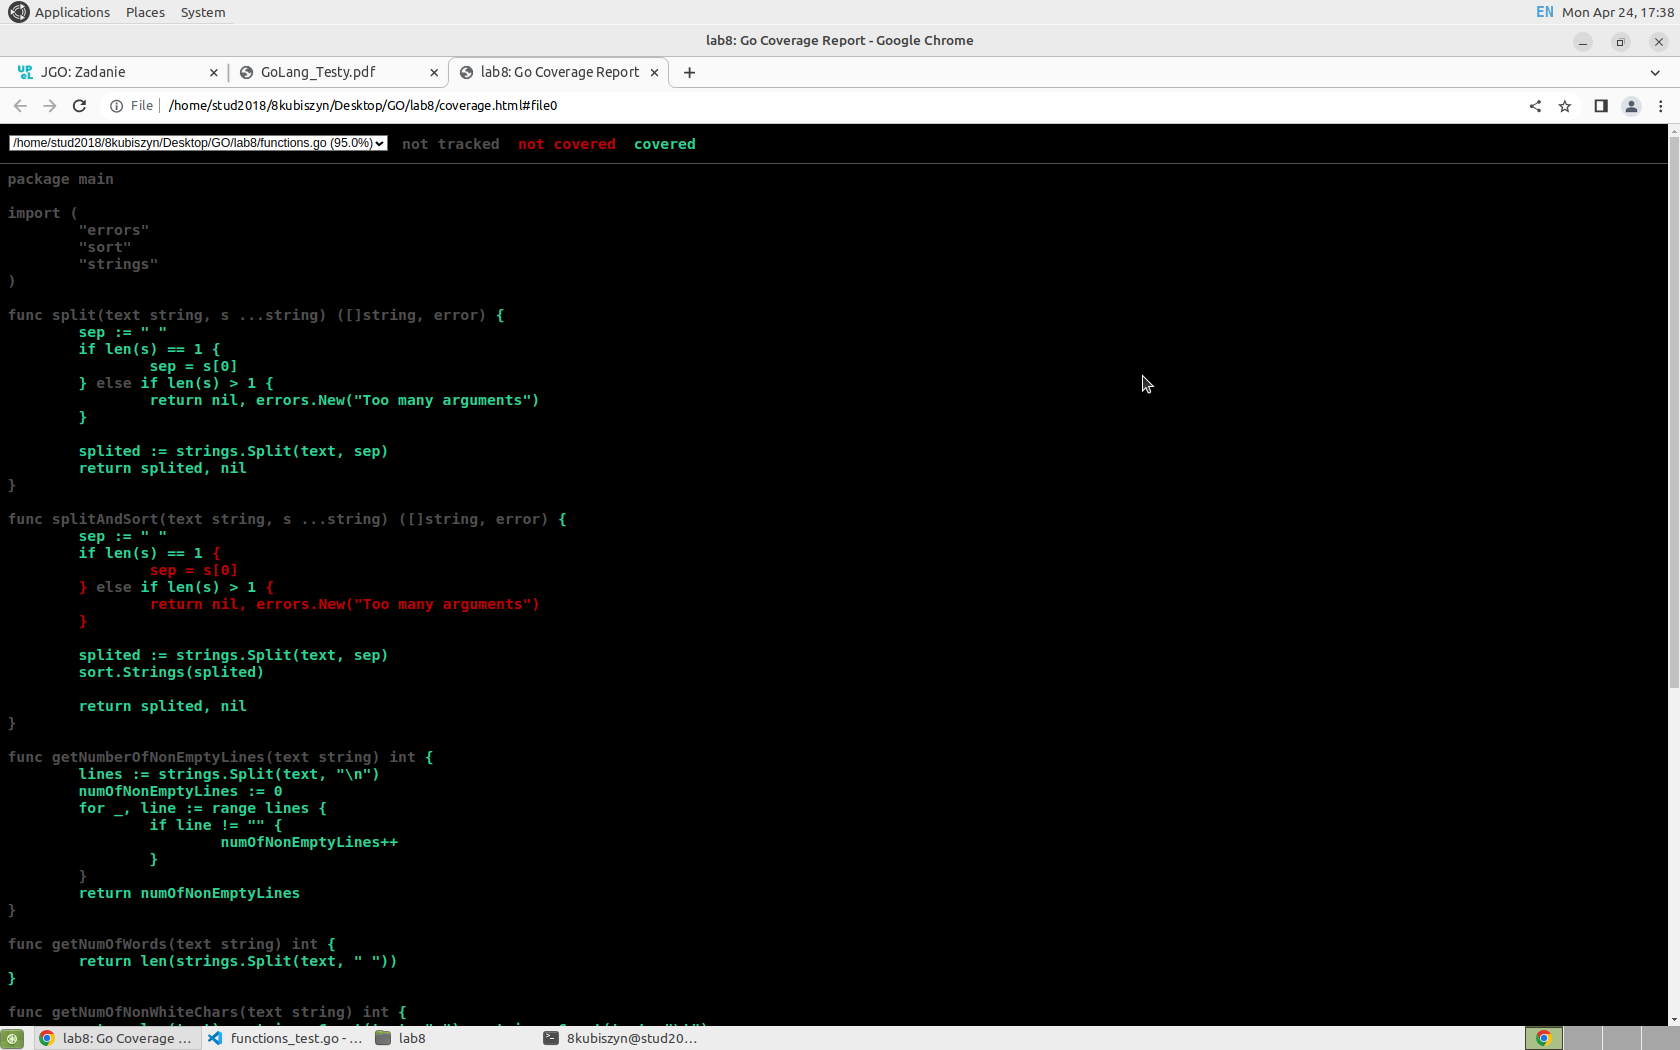 Applications Places System EN Mon Apr 24, 17:38
lab8: Go Coverage Report - Google Chrome
JGO: Zadanie GoLang_Testy.pdf lab8: Go Coverage Report
File /home/stud2018/8kubiszyn/Desktop/GO/lab8/coverage.html#file0
/home/stud2018/8kubiszyn/Desktop/GO/lab8/functions.go (95.0%) not tracked not covered covered
package main
import (
"errors"
"sort"
"strings"
)
func split(text string, s ...string) ([]string, error) {
sep := " "
if len(s) == 1 {
sep = s[0]
} else if len(s) > 1 {
return nil, errors.New("Too many arguments")
}
splited := strings.Split(text, sep)
return splited, nil
}
func splitAndSort(text string, s ...string) ([]string, error) {
sep := " "
if len(s) == 1 {
sep = s[0]
} else if len(s) > 1 {
return nil, errors.New("Too many arguments")
}
splited := strings.Split(text, sep)
sort.Strings(splited)
return splited, nil
}
func getNumberOfNonEmptyLines(text string) int {
lines := strings.Split(text, "\n")
numOfNonEmptyLines := 0
for _, line := range lines {
if line != "" {
numOfNonEmptyLines++
}
}
return numOfNonEmptyLines
}
func getNumOfWords(text string) int {
return len(strings.Split(text, " "))
}
func getNumOfNonWhiteChars(text string) int {
lab8: Go Coverage ... functions_test.go - ... lab8 8kubiszyn@stud20...